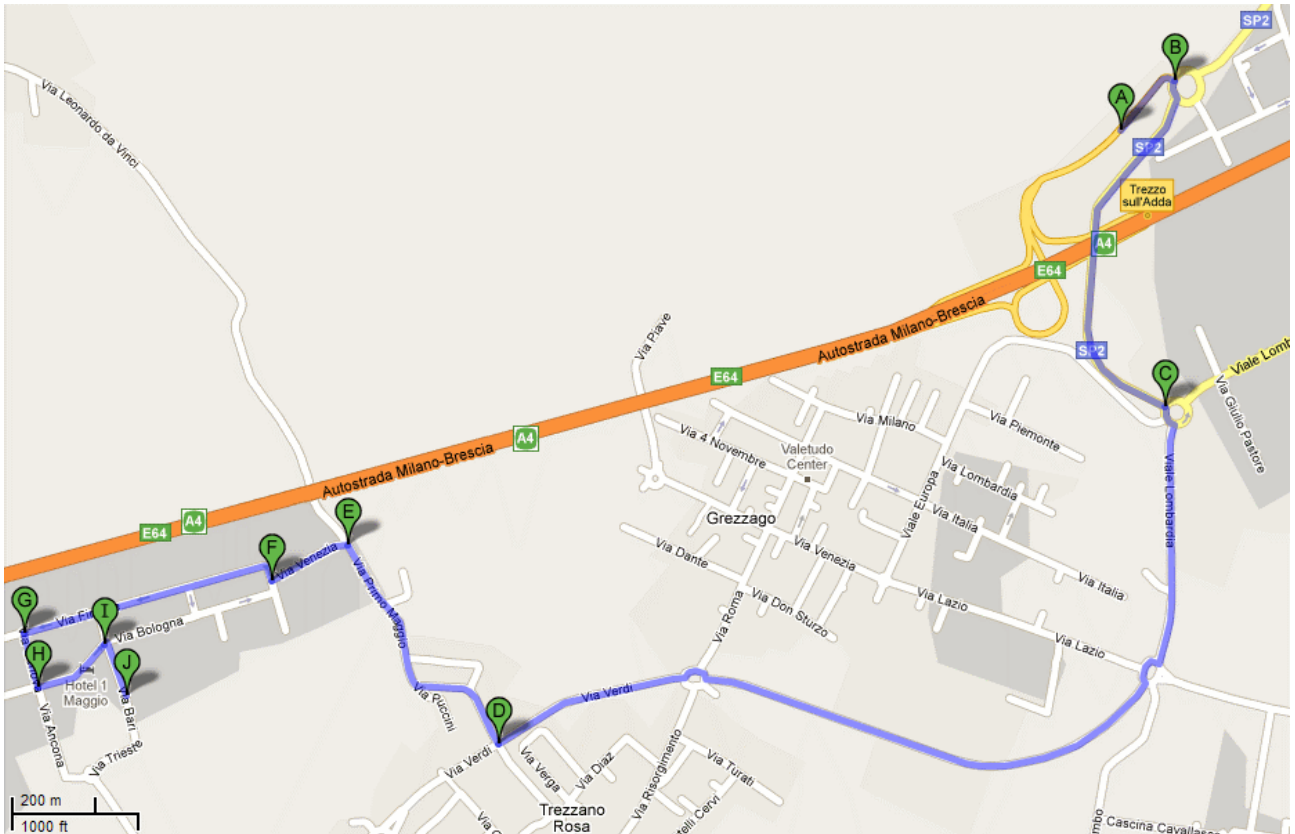 SP2
B
Via Leonardo da Vinci
A
SP2
Trezzo
sull'Adda
A4
E64
Via Piave
Autostrada Milano-Brescia
SP2
Viale Lomb
E64
C
Via Giulio Pastore
Via Milano
Via Piemonte
Via 4 Novembre
Valetudo
Center
A4
Autostrada Milano-Brescia
Via Lombardia
Viale Lombardia
Viale Europa
E
A4
E64
Grezzago
Via Italia
F
Via Venezia
Via Venezia
Via Dante
Via Italia
Via Primo Maggio
Via Don Sturzo
Via Lazio
G
I
Via Bologna
Via Roma
Via Lazio
H
J
Hotel 1
Maggio
Via Bari
Via Verdi
Via Puccini
D
Via Ancona
Via Trieste
Via Verdi
Via Verga
Via Diaz
Via Risorgimento
Via Turati
200 m
1000 ft
Trezzano
Rosa
Cascina Cavallasc